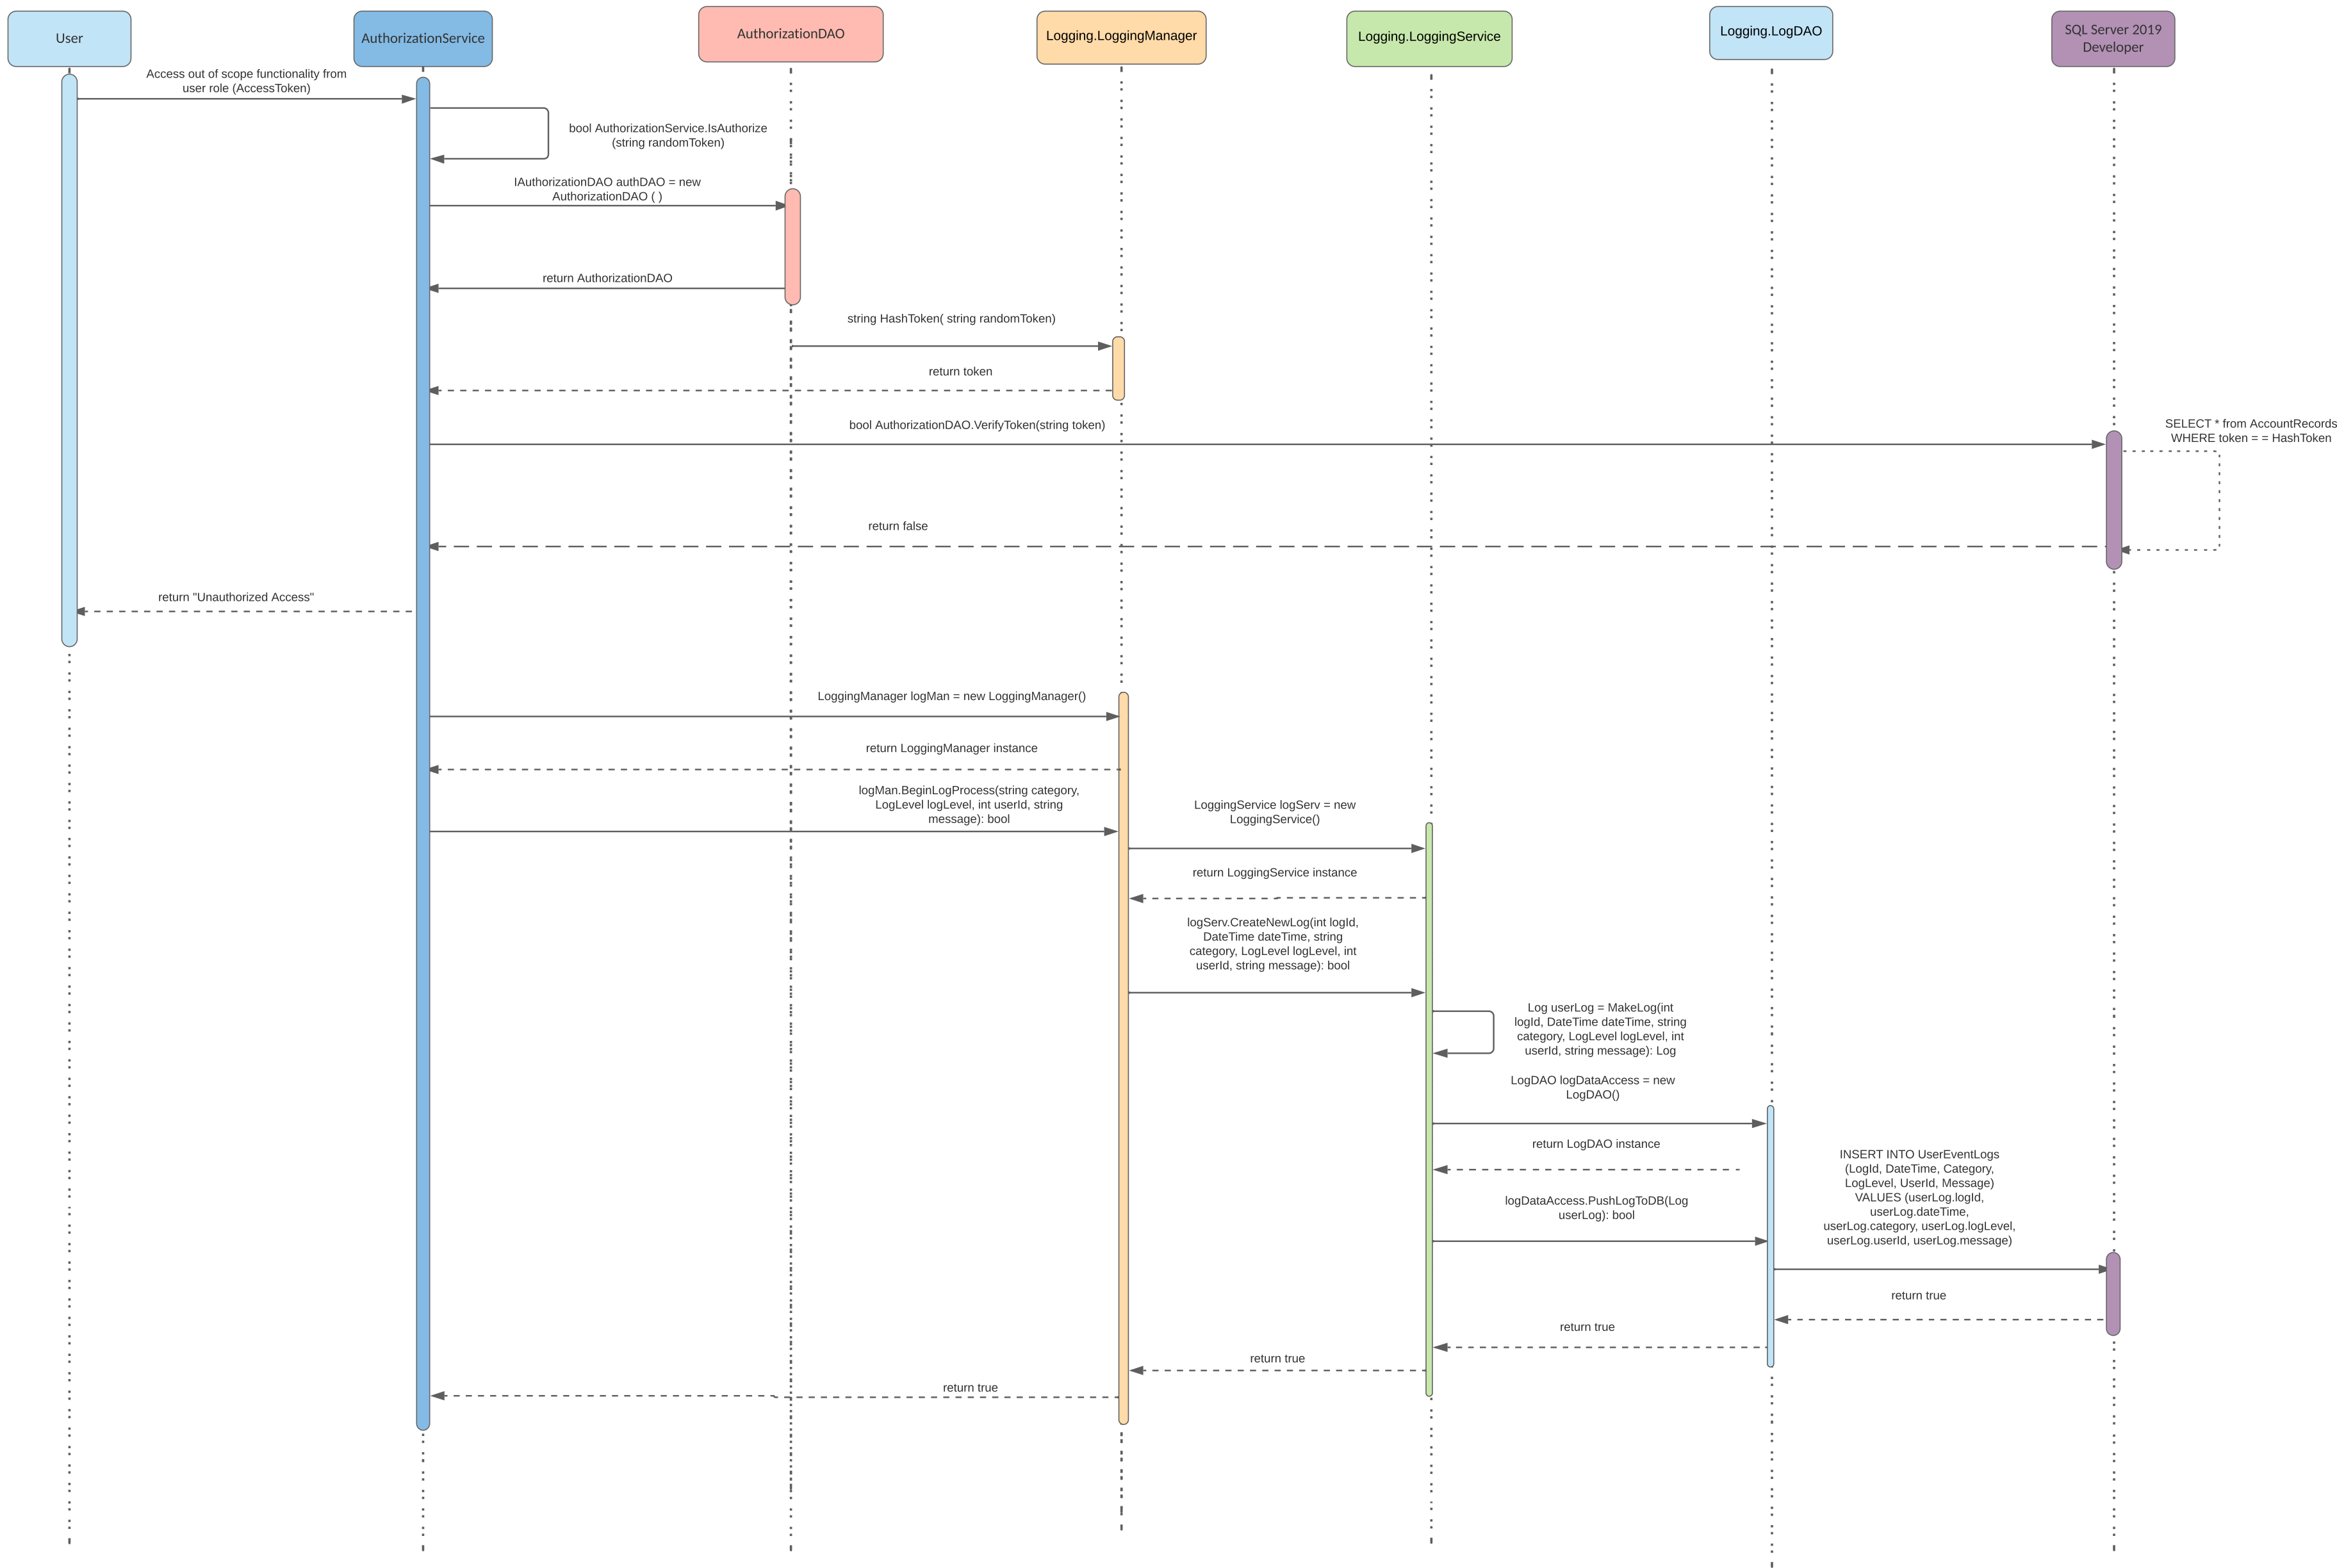 User
AuthorizationService
AuthorizationDAO
Logging.LoggingManager
Logging.LoggingService
Logging.LogDAO
SQL Server 2019
Developer
Access out of scope functionality from
user role (AccessToken)
bool AuthorizationService.IsAuthorize
(string randomToken)
IAuthorizationDAO authDAO = new
AuthorizationDAO ( )
return AuthorizationDAO
string HashToken( string randomToken)
return token
bool AuthorizationDAO.VerifyToken(string token)
SELECT * from AccountRecords
WHERE token = = HashToken
return false
return "Unauthorized Access"
LoggingManager logMan = new LoggingManager()
return LoggingManager instance
logMan.BeginLogProcess(string category,
LogLevel logLevel, int userId, string
message): bool
LoggingService logServ = new
LoggingService()
return LoggingService instance
logServ.CreateNewLog(int logId,
DateTime dateTime, string
category, LogLevel logLevel, int
userId, string message): bool
Log userLog = MakeLog(int
logId, DateTime dateTime, string
category, LogLevel logLevel, int
userId, string message): Log
LogDAO logDataAccess = new
LogDAO()
return LogDAO instance
logDataAccess.PushLogToDB(Log
userLog): bool
INSERT INTO UserEventLogs
(LogId, DateTime, Category,
LogLevel, UserId, Message)
VALUES (userLog.logId,
userLog.dateTime,
userLog.category, userLog.logLevel,
userLog.userId, userLog.message)
return true
return true
return true
return true